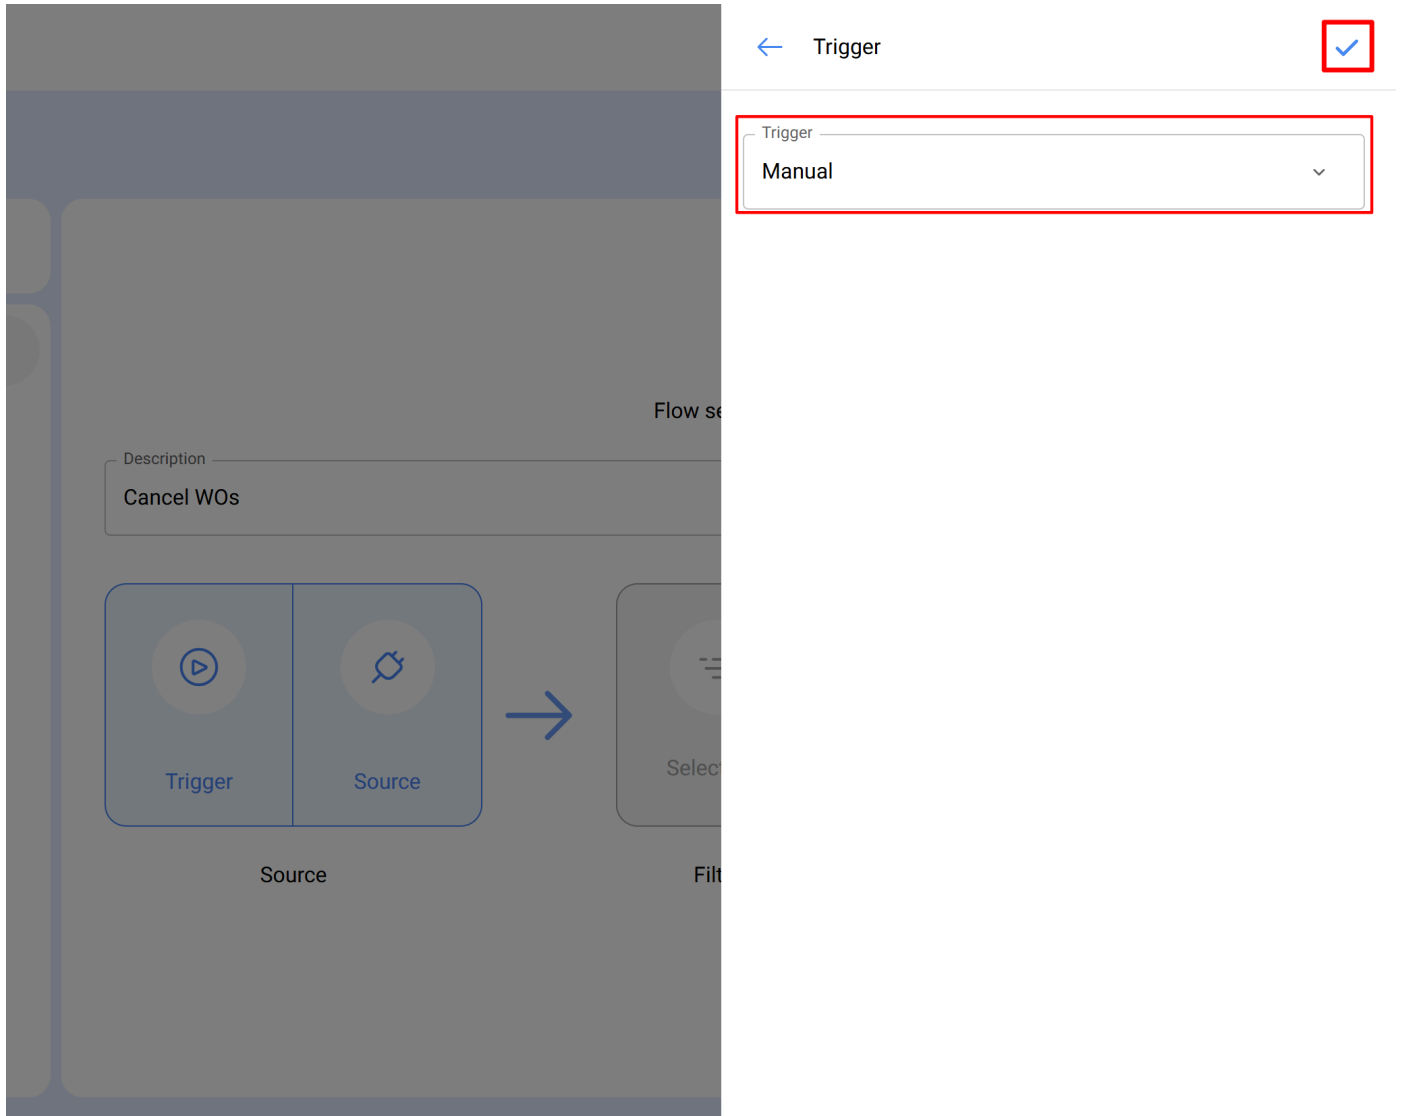 Trigger
Trigger
Manual
Flow se
Description
Cancel WOs
Trigger
Source
Selec
Source
Filt